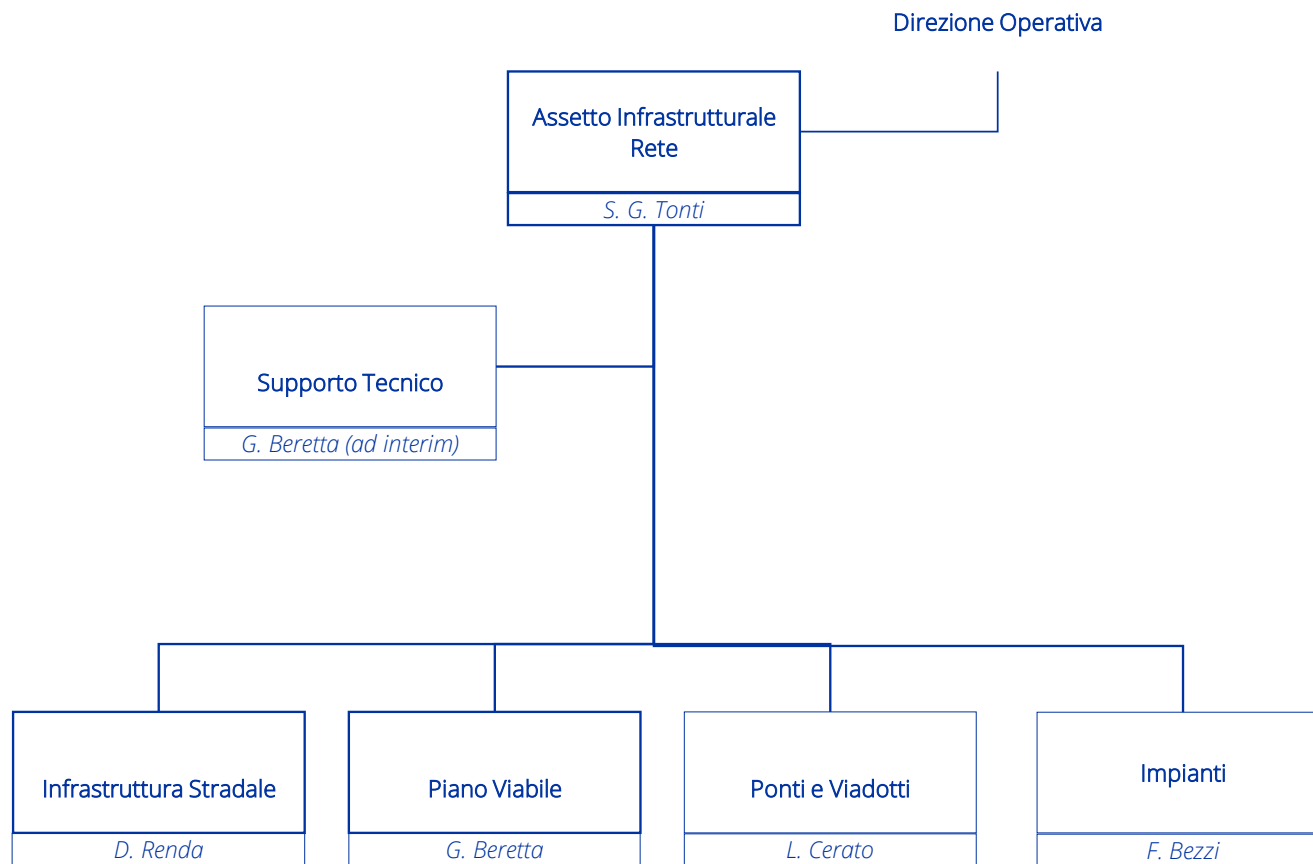 Direzione Operativa
Assetto Infrastrutturale
Rete
S. G. Tonti
Supporto Tecnico
G. Beretta (ad interim)
Infrastruttura Stradale
D. Renda
Piano Viabile
G. Beretta
Ponti e Viadotti
L. Cerato
Impianti
F. Bezzi